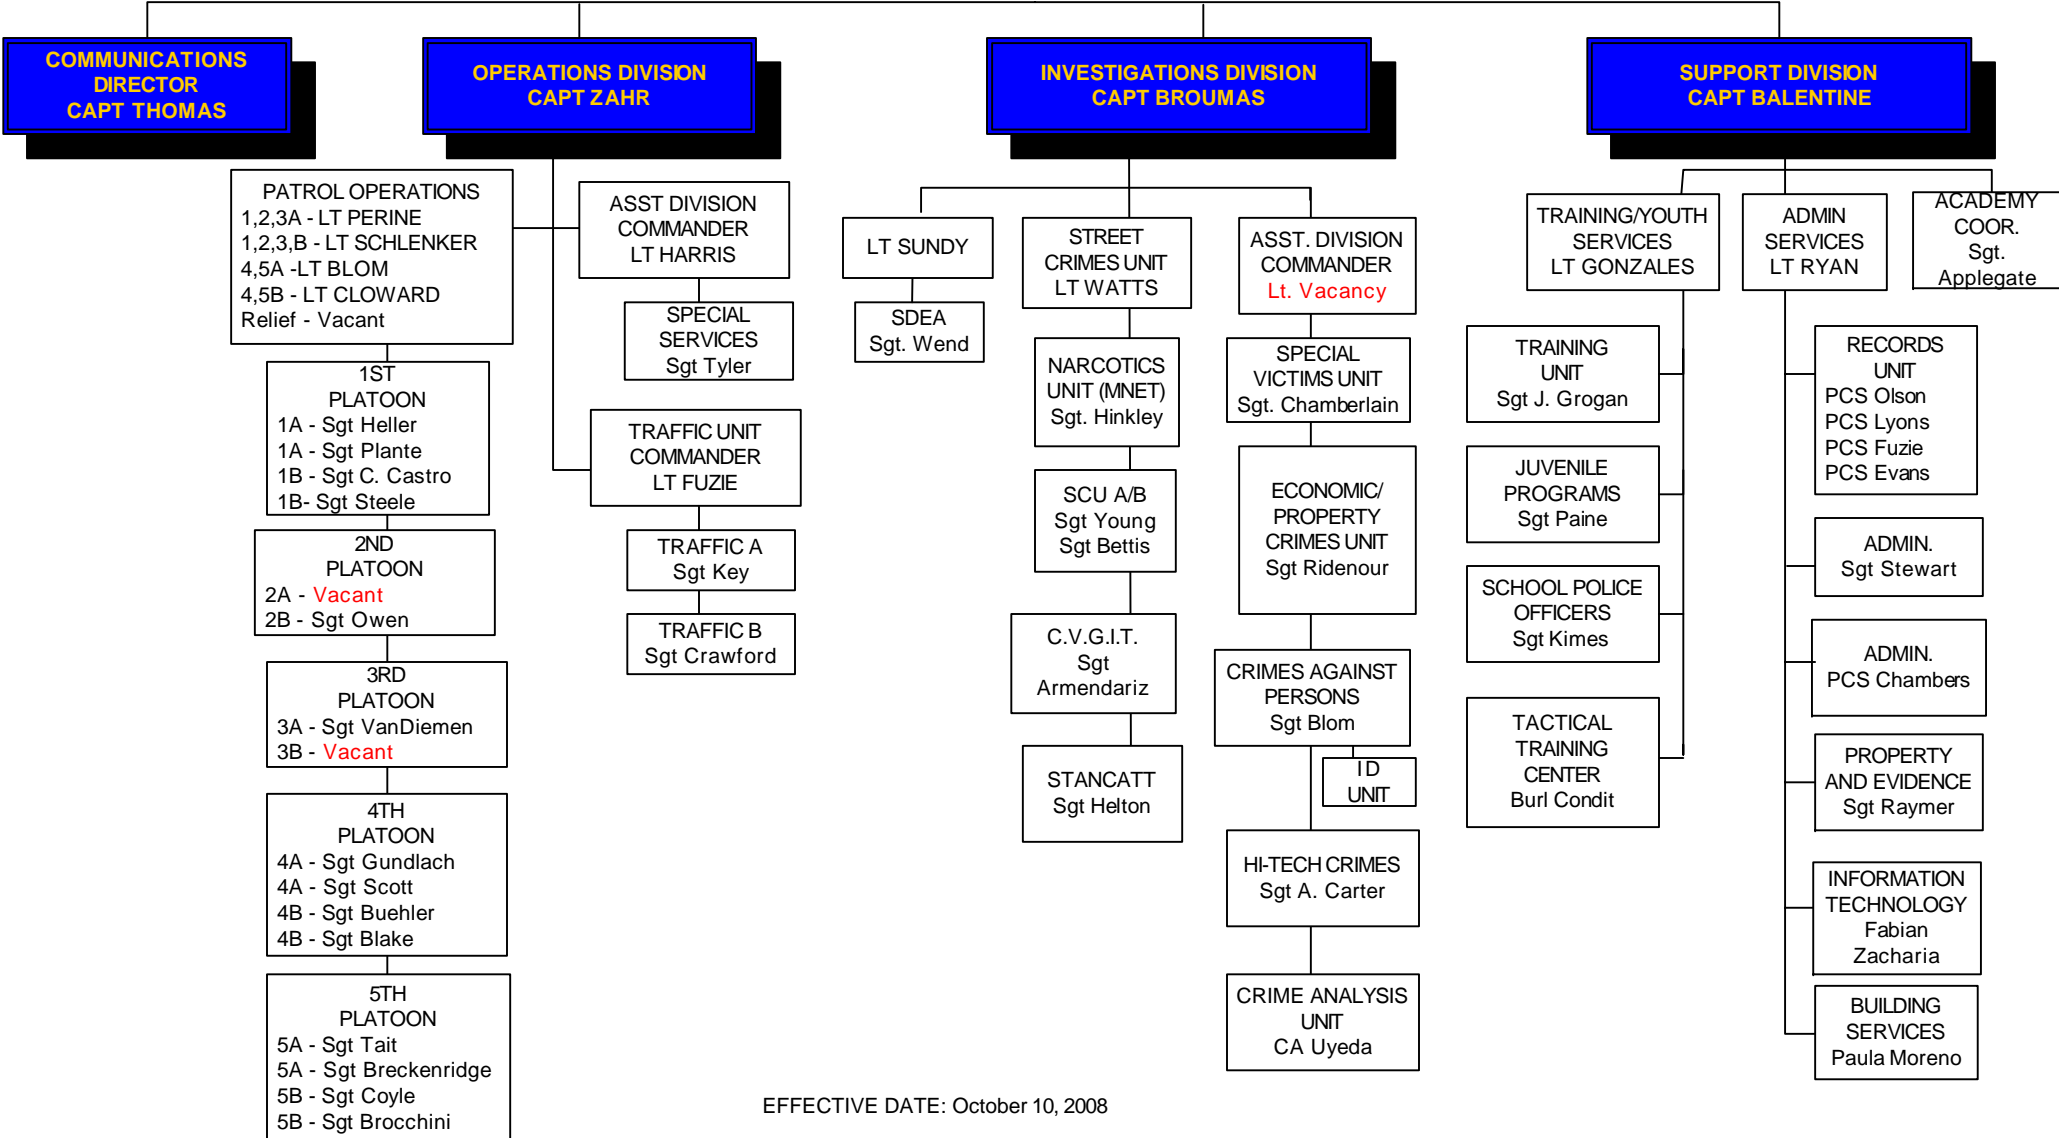 COMMUNICATIONS
DIRECTOR
CAPT THOMAS
OPERATIONS DIVISION
CAPT ZAHR
INVESTIGATIONS DIVISION
CAPT BROUMAS
SUPPORT DIVISION
CAPT BALENTINE
PATROL OPERATIONS
1,2,3A - LT PERINE
1,2,3,B - LT SCHLENKER
4,5A -LT BLOM
4,5B - LT CLOWARD
Relief - Vacant
1ST
PLATOON
1A - Sgt Heller
1A - Sgt Plante
1B - Sgt C. Castro
1B- Sgt Steele
2ND
PLATOON
2A - Vacant
2B - Sgt Owen
3RD
PLATOON
3A - Sgt VanDiemen
3B - Vacant
4TH
PLATOON
4A - Sgt Gundlach
4A - Sgt Scott
4B - Sgt Buehler
4B - Sgt Blake
5TH
PLATOON
5A - Sgt Tait
5A - Sgt Breckenridge
5B - Sgt Coyle
5B - Sgt Brocchini
ASST DIVISION
COMMANDER
LT HARRIS
SPECIAL
SERVICES
Sgt Tyler
TRAFFIC UNIT
COMMANDER
LT FUZIE
TRAFFIC A
Sgt Key
TRAFFIC B
Sgt Crawford
LT SUNDY
SDEA
Sgt. Wend
STREET
CRIMES UNIT
LT WATTS
NARCOTICS
UNIT (MNET)
Sgt. Hinkley
SCU A/B
Sgt Young
Sgt Bettis
C.V.G.I.T.
Sgt
Armendariz
STANCATT
Sgt Helton
ASST. DIVISION
COMMANDER
Lt. Vacancy
SPECIAL
VICTIMS UNIT
Sgt. Chamberlain
ECONOMIC/
PROPERTY
CRIMES UNIT
Sgt Ridenour
CRIMES AGAINST
PERSONS
Sgt Blom
ID
UNIT
HI-TECH CRIMES
Sgt A. Carter
CRIME ANALYSIS
UNIT
CA Uyeda
TRAINING/YOUTH
SERVICES
LT GONZALES
TRAINING
UNIT
Sgt J. Grogan
JUVENILE
PROGRAMS
Sgt Paine
SCHOOL POLICE
OFFICERS
Sgt Kimes
TACTICAL
TRAINING
CENTER
Burl Condit
ADMIN
SERVICES
LT RYAN
RECORDS
UNIT
PCS Olson
PCS Lyons
PCS Fuzie
PCS Evans
ADMIN.
Sgt Stewart
ADMIN.
PCS Chambers
PROPERTY
AND EVIDENCE
Sgt Raymer
INFORMATION
TECHNOLOGY
Fabian
Zacharia
BUILDING
SERVICES
Paula Moreno
ACADEMY
COOR.
Sgt.
Applegate
EFFECTIVE DATE: October 10, 2008